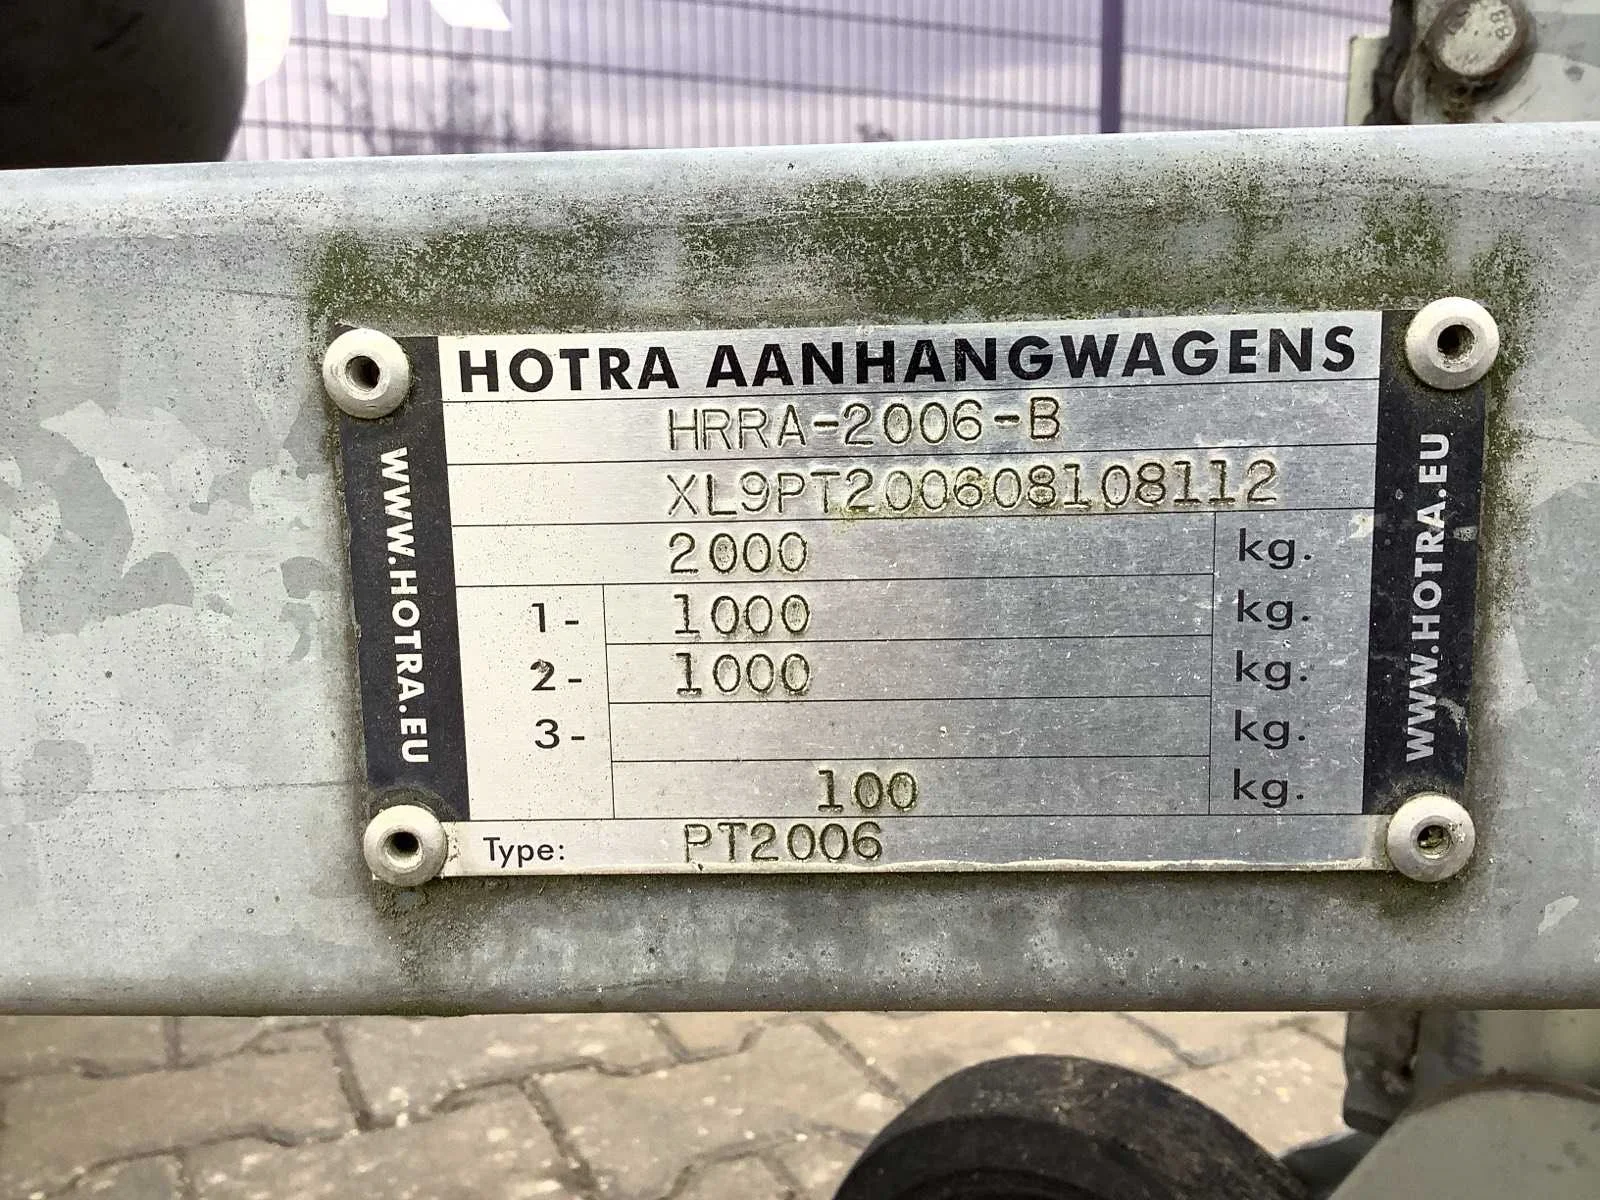 HOTRA AANHANGWAGENS
HRRA-2006-B
XL9PT200608108112
2000 kg.
1- 1000 kg.
2- 1000 kg.
3- kg.
100 kg.
Type: PT2006
WWW.HOTRA.EU
WWW.HOTRA.EU
88